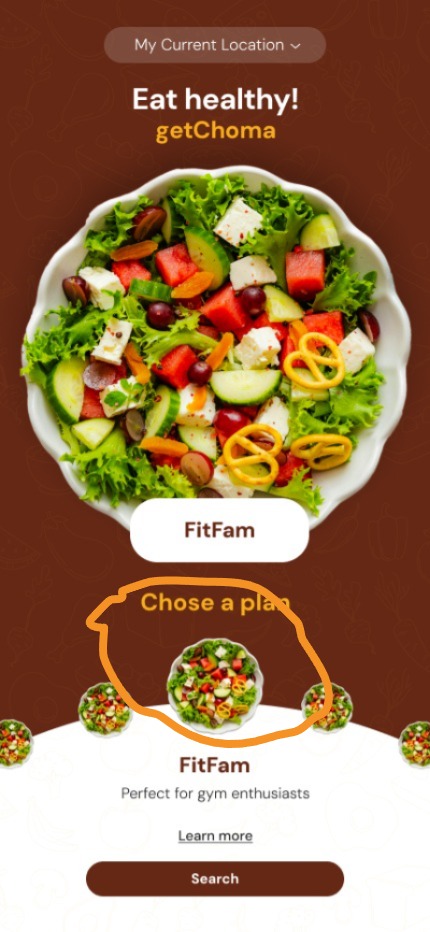 My Current Location
Eat healthy!
getChoma
FitFam
Chose a plan
FitFam
Perfect for gym enthusiasts
Learn more
Search